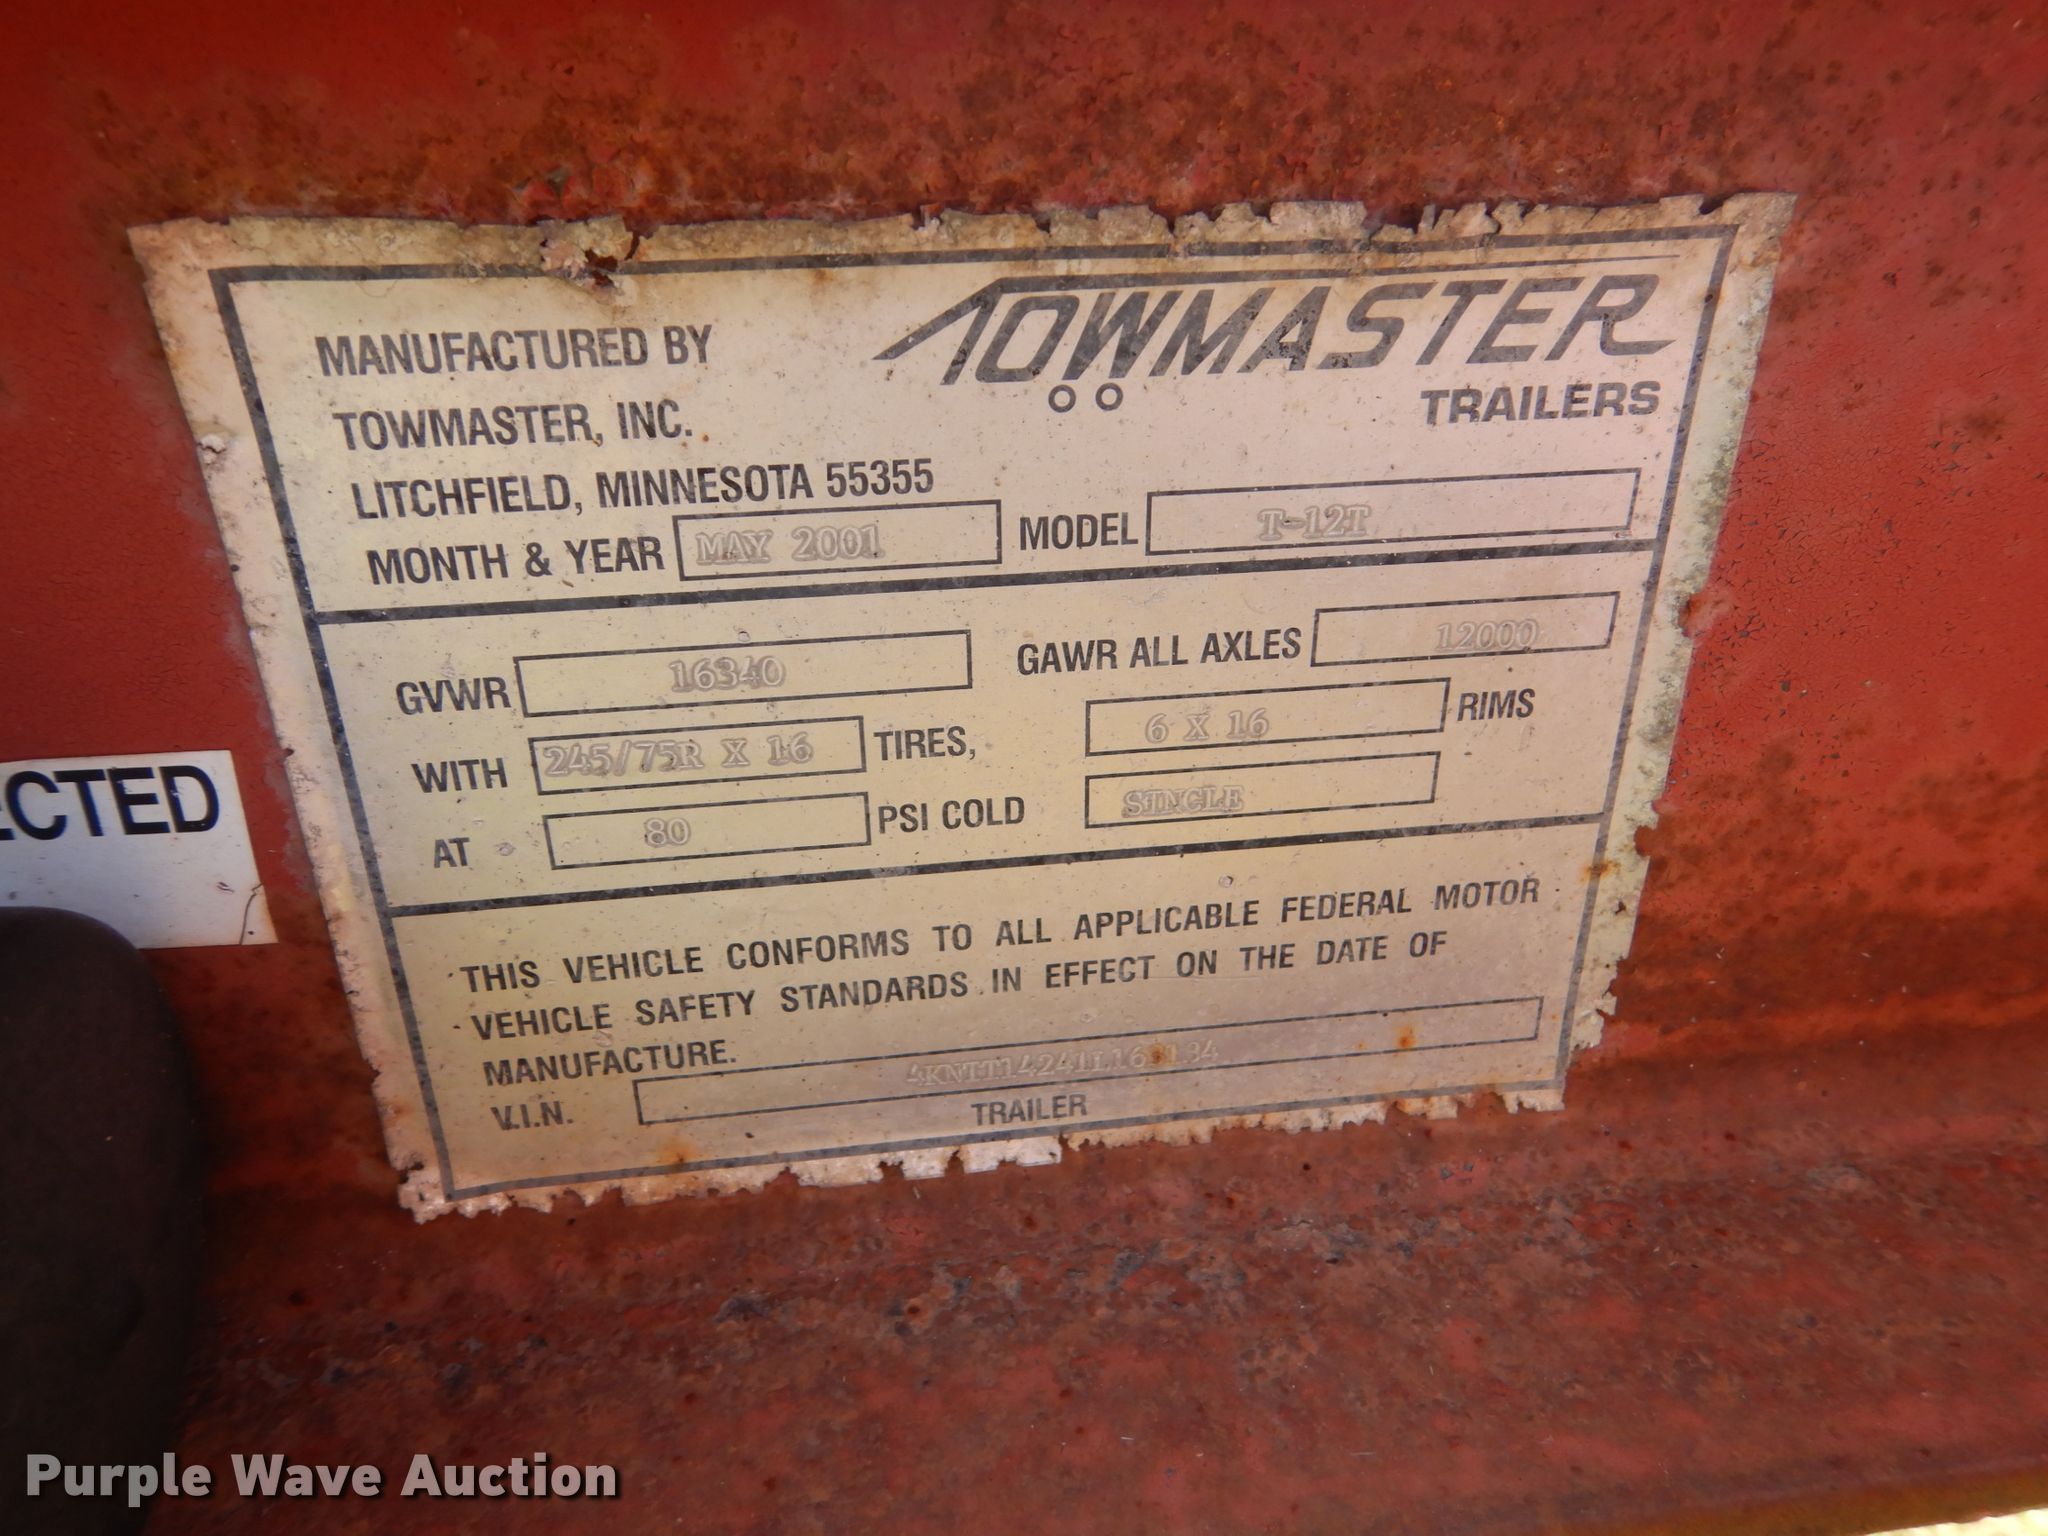 TOWMASTER
TRAILERS
MANUFACTURED BY
TOWMASTER, INC.
LITCHFIELD, MINNESOTA 55355
MONTH & YEAR MAY 2001 MODEL T-12T
GVWR 16340 GAWR ALL AXLES 12000
WITH 245/75R X 16 TIRES, 6 X 16 RIMS
AT 80 PSI COLD SINGLE
THIS VEHICLE CONFORMS TO ALL APPLICABLE FEDERAL MOTOR
VEHICLE SAFETY STANDARDS IN EFFECT ON THE DATE OF
MANUFACTURE.
V.I.N.
TRAILER
ECTED
Purple Wave Auction